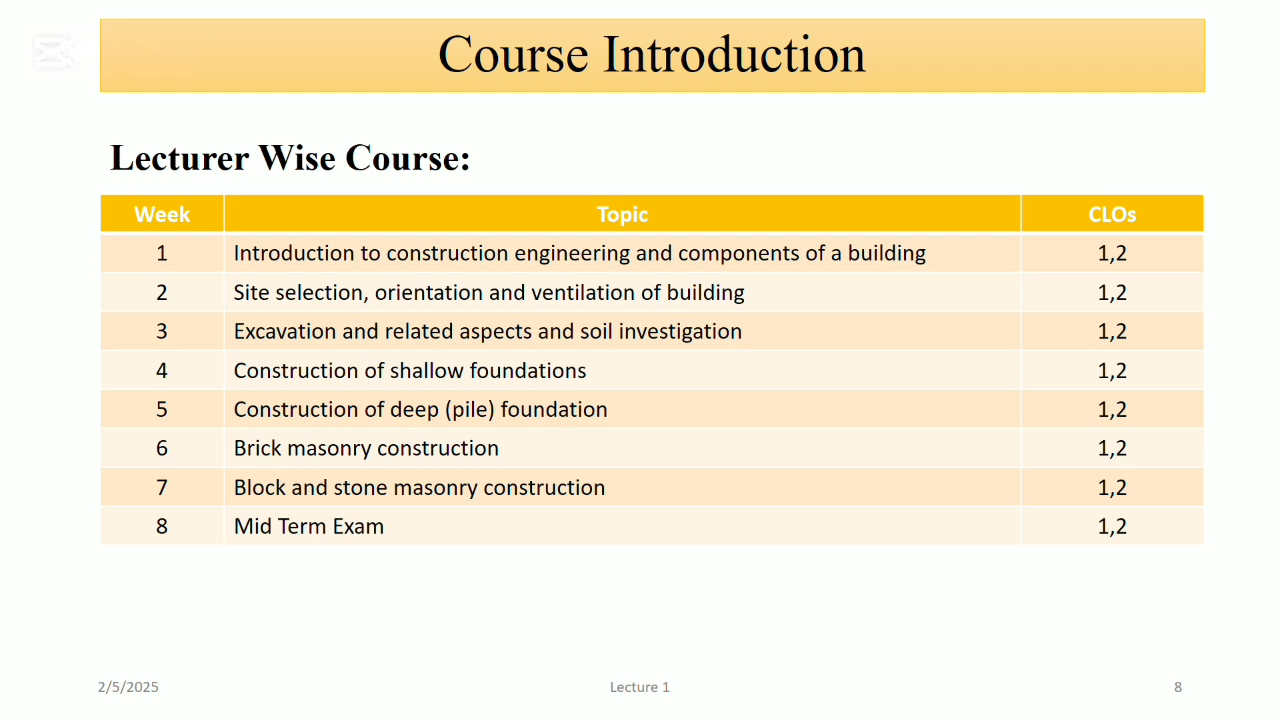 Course Introduction
Lecturer Wise Course:
Week Topic CLOs
1 Introduction to construction engineering and components of a building 1,2
2 Site selection, orientation and ventilation of building 1,2
3 Excavation and related aspects and soil investigation 1,2
4 Construction of shallow foundations 1,2
5 Construction of deep (pile) foundation 1,2
6 Brick masonry construction 1,2
7 Block and stone masonry construction 1,2
8 Mid Term Exam 1,2
2/5/2025 Lecture 1 8